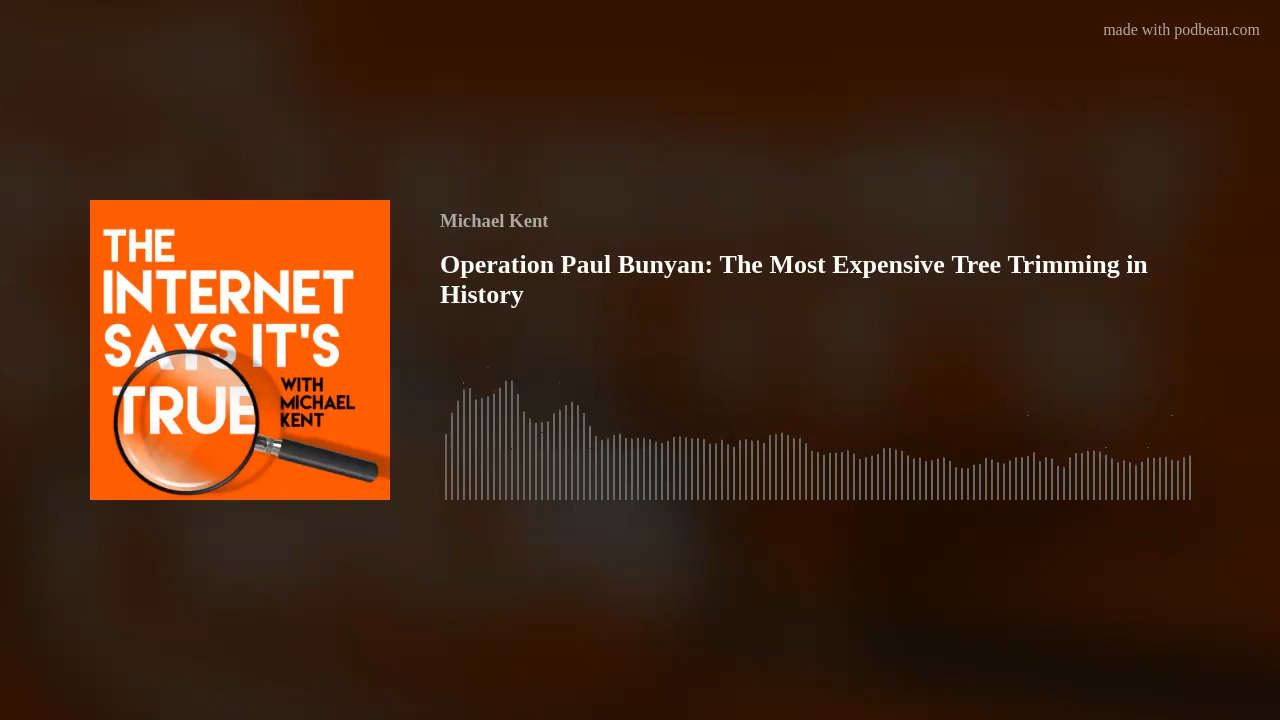 made with podbean.com
THE
INTERNET
SAYS IT'S
TRUE
WITH
MICHAEL
KENT
Michael Kent
Operation Paul Bunyan: The Most Expensive Tree Trimming in
History